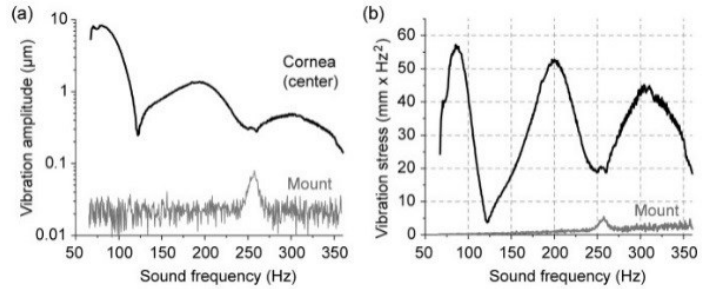 (a)
Vibration amplitude (μm)
10
1
0.1
0.01
Cornea
(center)
Mount
50 100 150 200 250 300 350
Sound frequency (Hz)
(b)
Vibration stress (mm x Hz²)
60
50
40
30
20
10
0
Mount
50 100 150 200 250 300 350
Sound frequency (Hz)